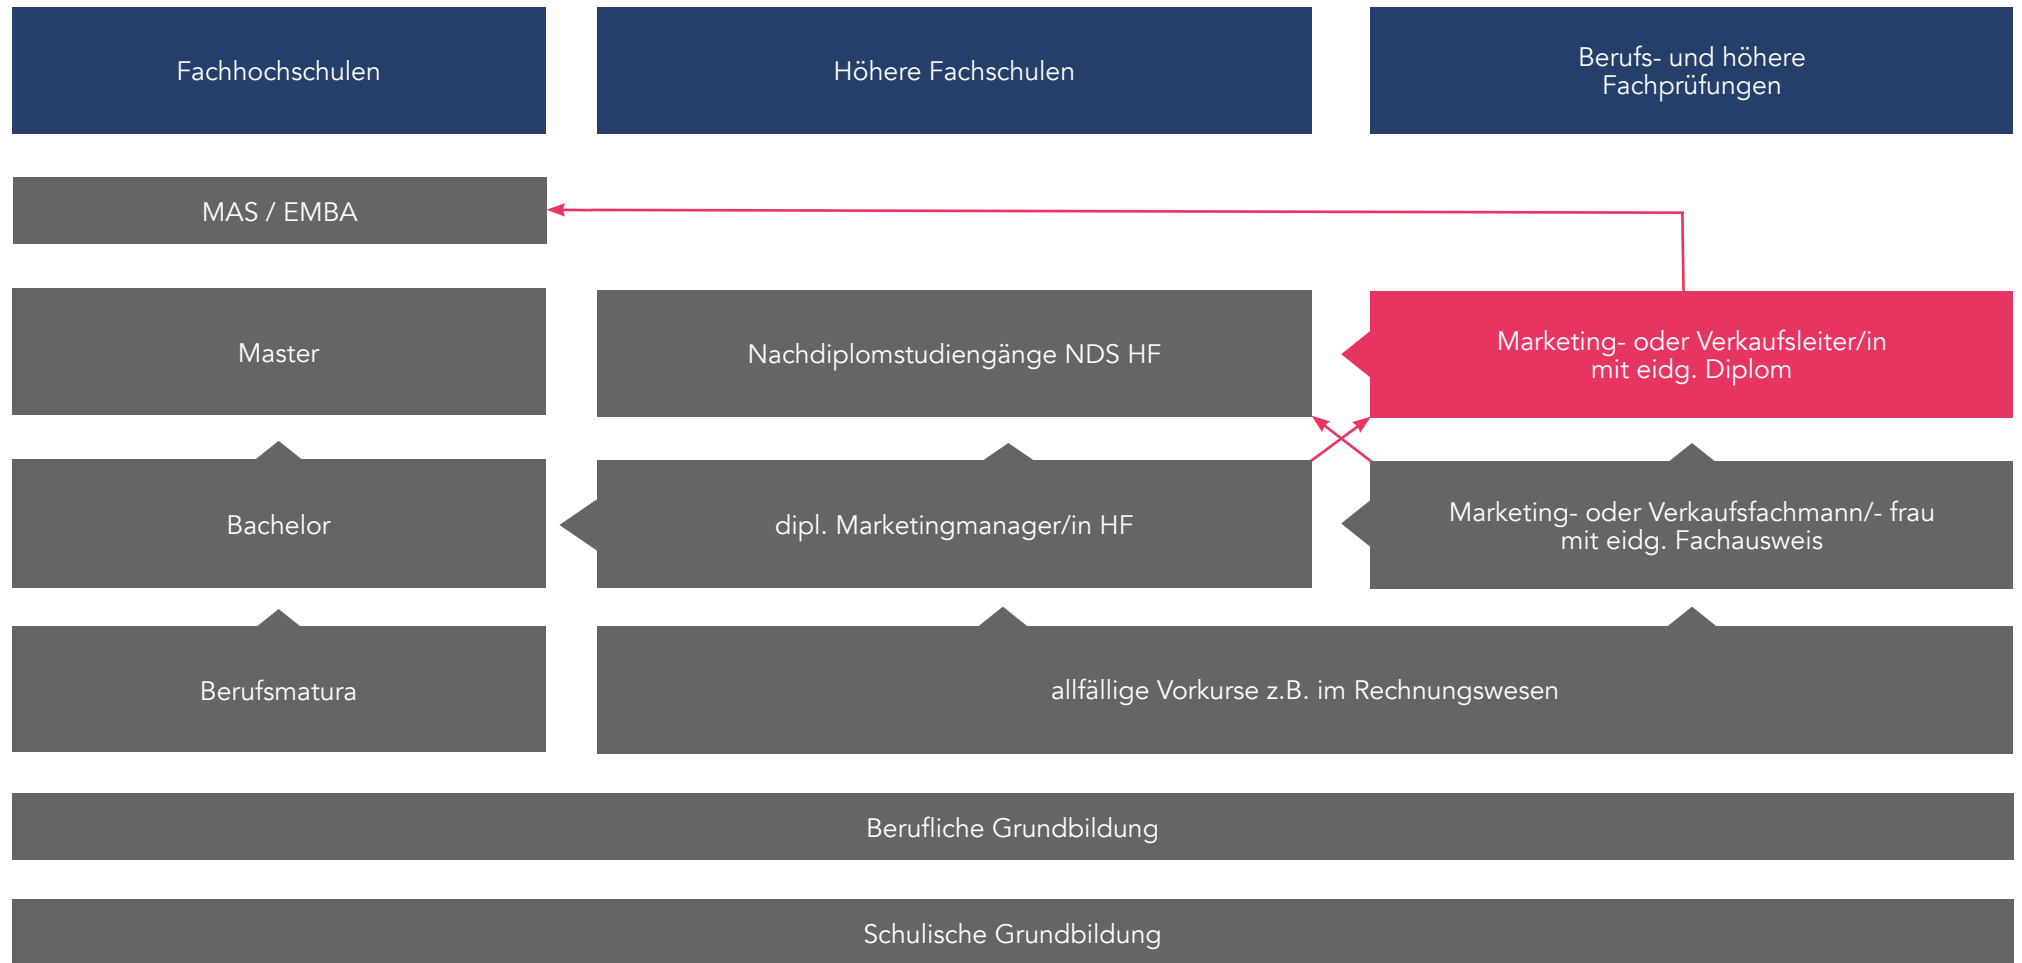 Fachhochschulen
Höhere Fachschulen
Berufs- und höhere
Fachprüfungen
MAS / EMBA
Master
Nachdiplomstudiengänge NDS HF
Marketing- oder Verkaufsleiter/in
mit eidg. Diplom
Bachelor
dipl. Marketingmanager/in HF
Marketing- oder Verkaufsfachmann/- frau
mit eidg. Fachausweis
Berufsmatura
allfällige Vorkurse z.B. im Rechnungswesen
Berufliche Grundbildung
Schulische Grundbildung